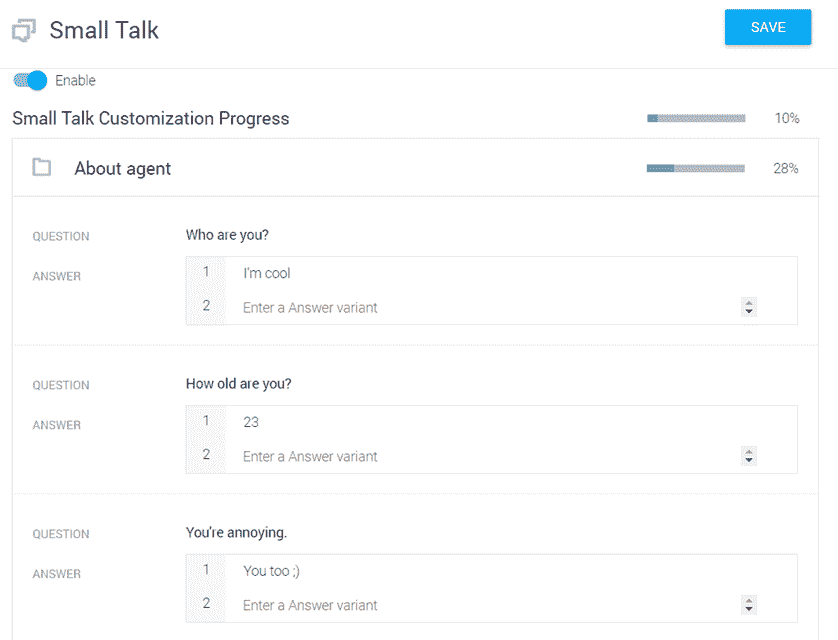 Small Talk
SAVE
Enable
Small Talk Customization Progress 10%
About agent 28%
QUESTION Who are you?
ANSWER 1 I'm cool
2 Enter a Answer variant
QUESTION How old are you?
ANSWER 1 23
2 Enter a Answer variant
QUESTION You're annoying.
ANSWER 1 You too ;)
2 Enter a Answer variant